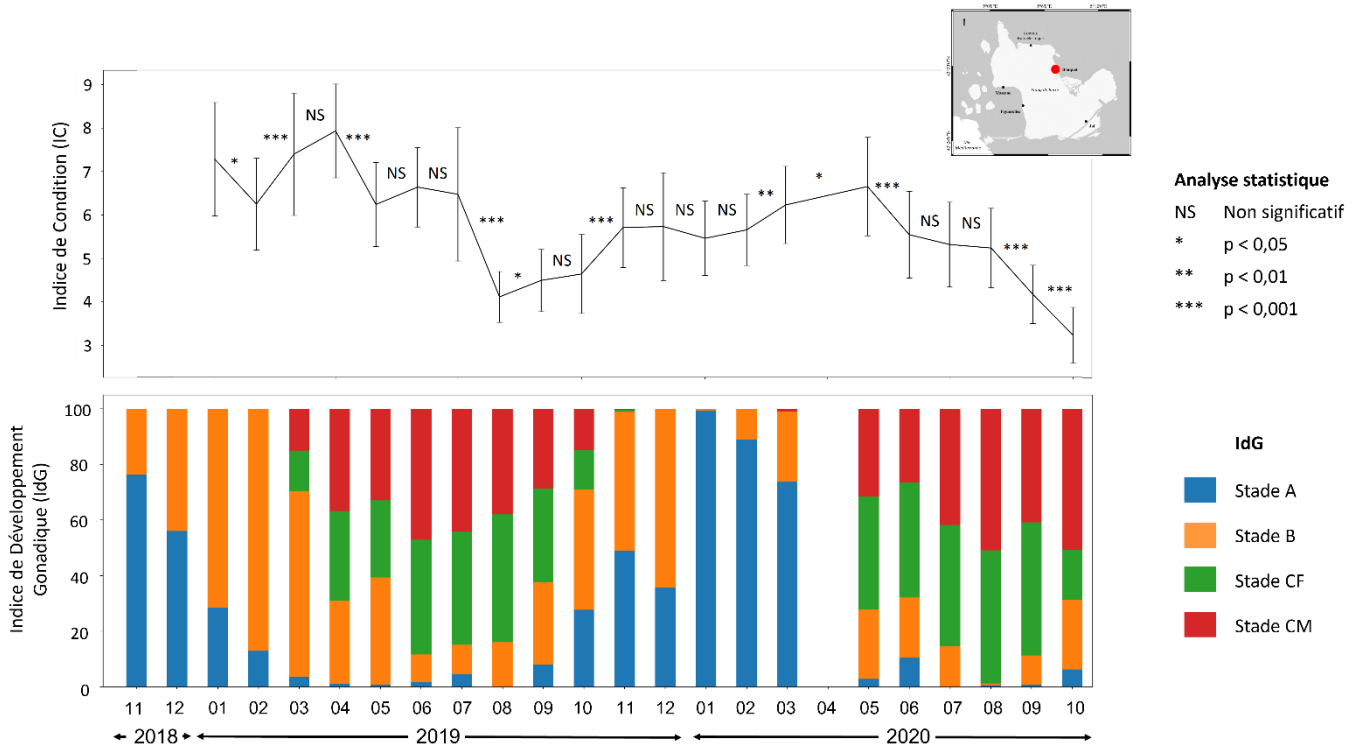 9
8
7
6
5
4
3
Indice de Condition (IC)
* *** NS *** NS NS *** * NS *** NS NS NS ** * *** NS NS *** ***
Analyse statistique
NS Non significatif
* p < 0,05
** p < 0,01
*** p < 0,001
100
80
60
40
20
0
Indice de Développement
Gonadique (IdG)
IdG
Stade A
Stade B
Stade CF
Stade CM
11 12 01 02 03 04 05 06 07 08 09 10 11 12 01 02 03 04 05 06 07 08 09 10
2018 2019 2020